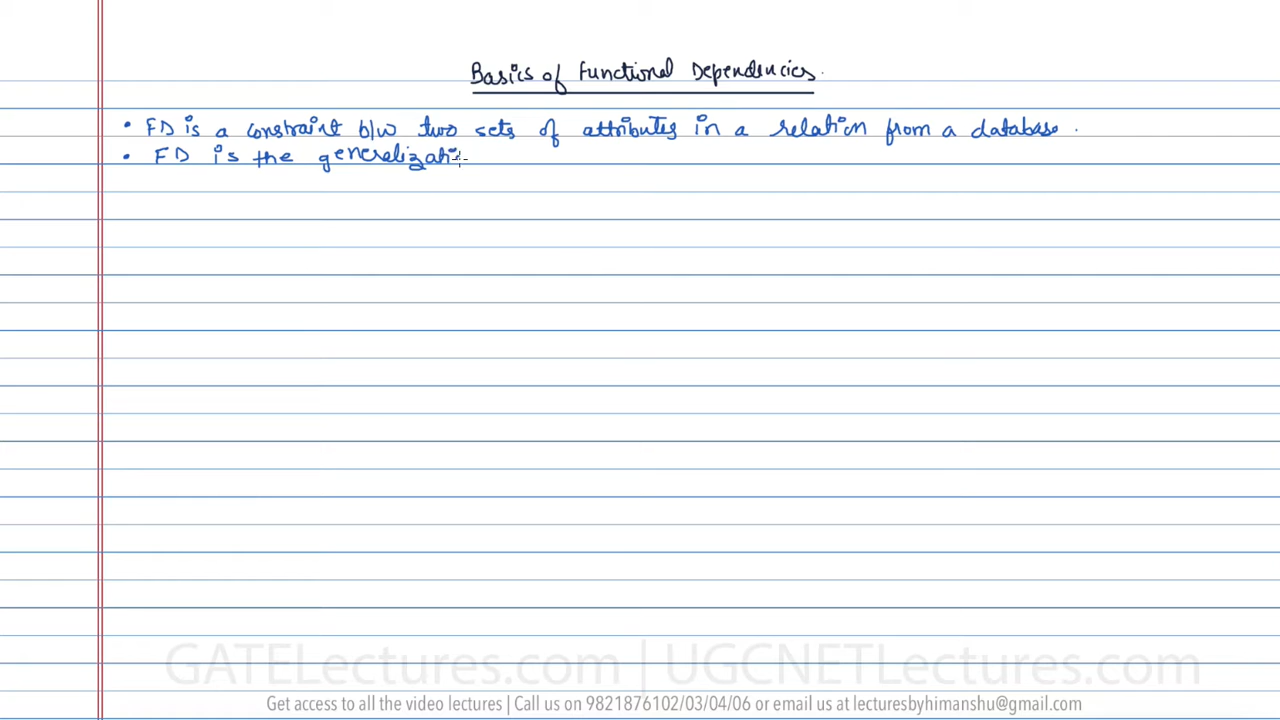 Basics of Functional Dependencies.
• FD is a constraint b/w two sets of attributes in a relation from a database.
• FD is the generalizati
GATELectures.com | UGCNETLectures.com
Get access to all the video lectures | Call us on 9821876102/03/04/06 or email us at lecturesbyhimanshu@gmail.com